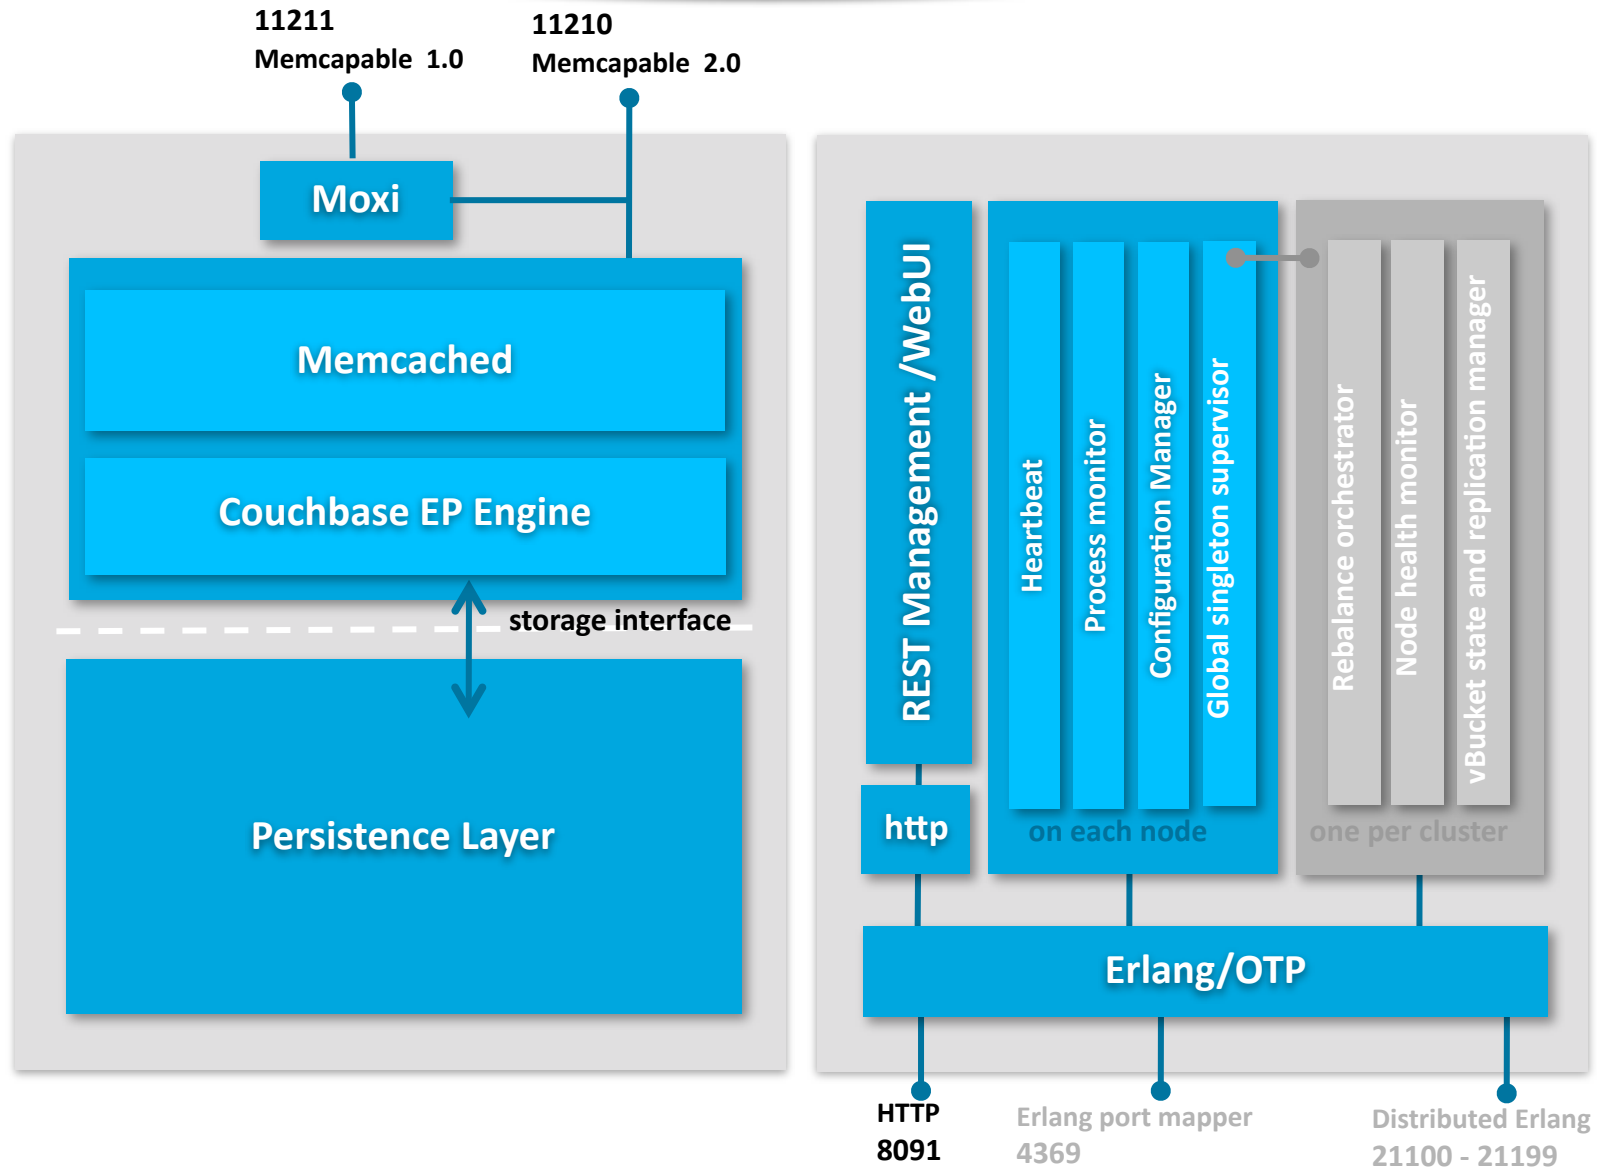 11211
Memcapable 1.0
11210
Memcapable 2.0
Moxi
Memcached
Couchbase EP Engine
storage interface
Persistence Layer
REST Management /WebUI
http
Heartbeat
Process monitor
Configuration Manager
Global singleton supervisor
on each node
Rebalance orchestrator
Node health monitor
vBucket state and replication manager
one per cluster
Erlang/OTP
HTTP
8091
Erlang port mapper
4369
Distributed Erlang
21100 - 21199